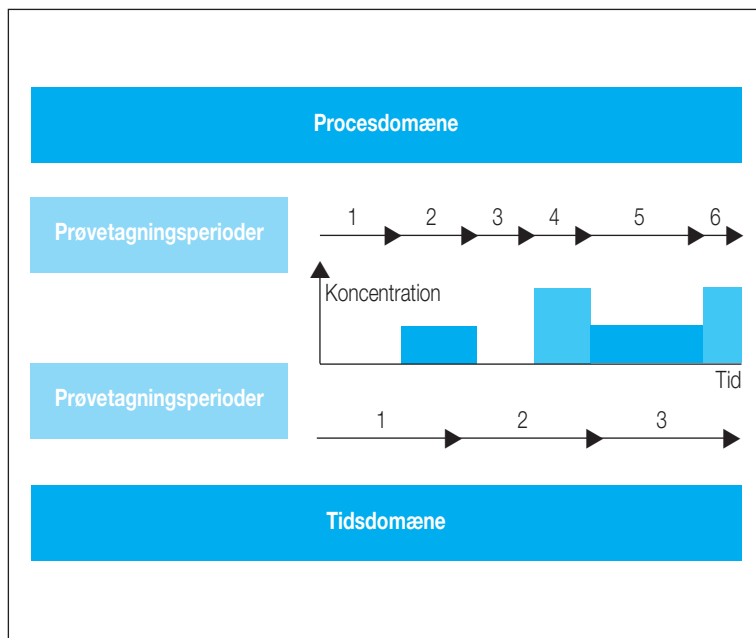 Procesdomæne
Prøvetagningsperioder
1 2 3 4 5 6
Koncentration
Tid
Prøvetagningsperioder
1 2 3
Tidsdomæne